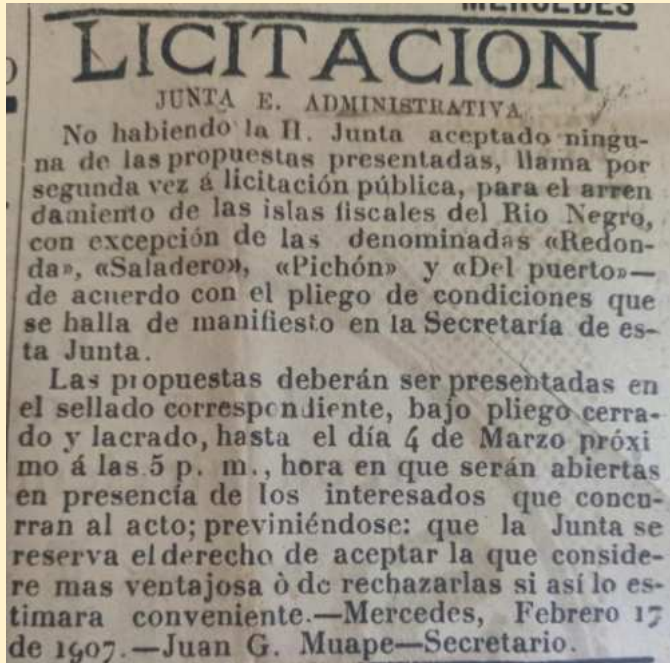 MERCEDES
LICITACION
JUNTA E. ADMINISTRATIVA
No habiendo la H. Junta aceptado ningu-
na de las propuestas presentadas, llama por
segunda vez á licitación pública, para el arren
damiento de las islas fiscales del Rio Negro,
con excepción de las denominadas «Redon-
da», «Saladero», «Pichón» y «Del puerto»—
de acuerdo con el pliego de condiciones que
se halla de manifiesto en la Secretaría de es-
ta Junta.
Las propuestas deberán ser presentadas en
el sellado correspondiente, bajo pliego cerra-
do y lacrado, hasta el día 4 de Marzo próxi
mo á las 5 p. m., hora en que serán abiertas
en presencia de los interesados que concu-
rran al acto; previniéndose: que la Junta se
reserva el derecho de aceptar la que conside-
re mas ventajosa ò de rechazarlas si así lo es-
timara conveniente.—Mercedes, Febrero 17
de 1907.—Juan G. Muape—Secretario.